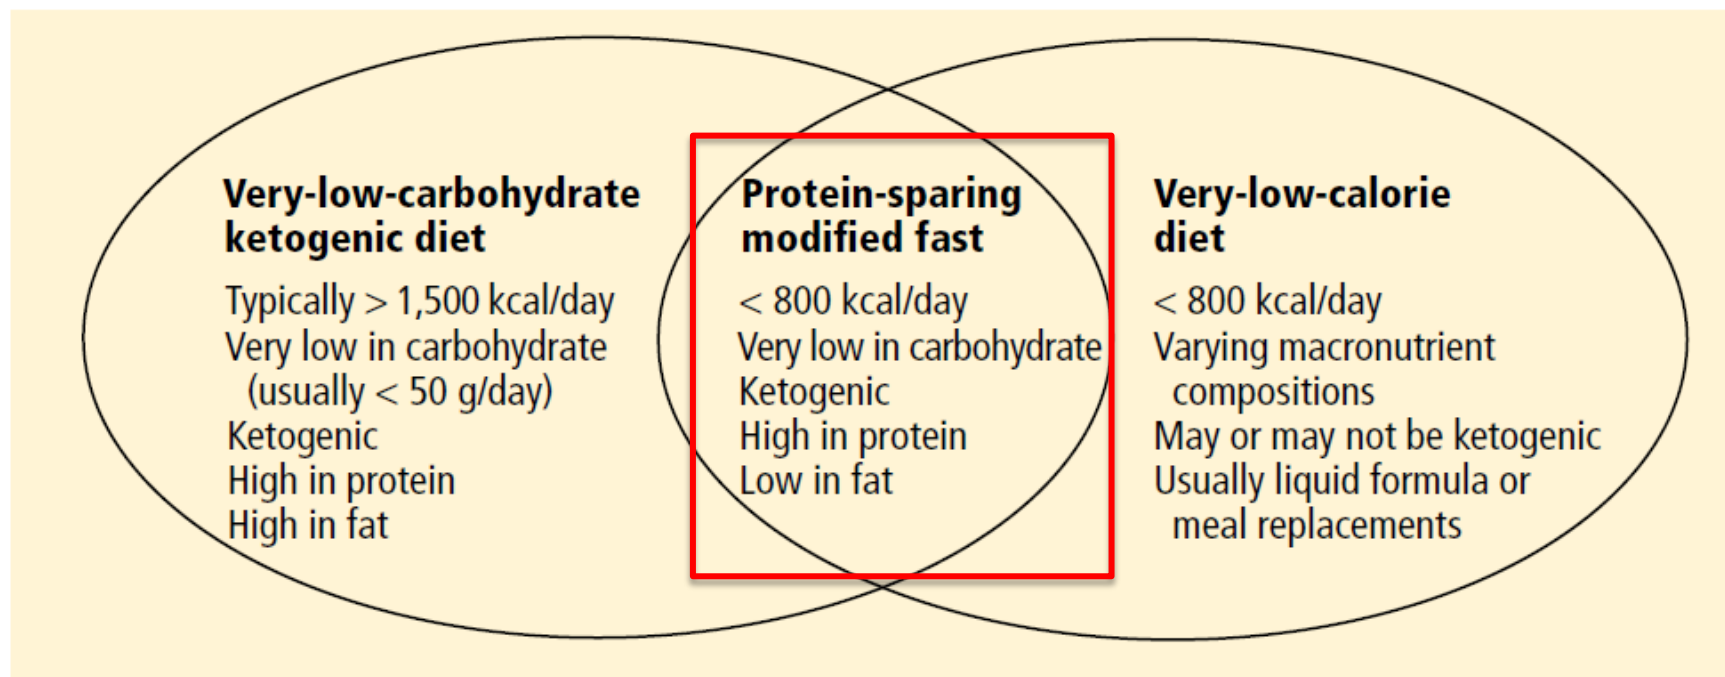 Very-low-carbohydrate
ketogenic diet
Typically > 1,500 kcal/day
Very low in carbohydrate
(usually < 50 g/day)
Ketogenic
High in protein
High in fat
Protein-sparing
modified fast
< 800 kcal/day
Very low in carbohydrate
Ketogenic
High in protein
Low in fat
Very-low-calorie
diet
< 800 kcal/day
Varying macronutrient
compositions
May or may not be ketogenic
Usually liquid formula or
meal replacements